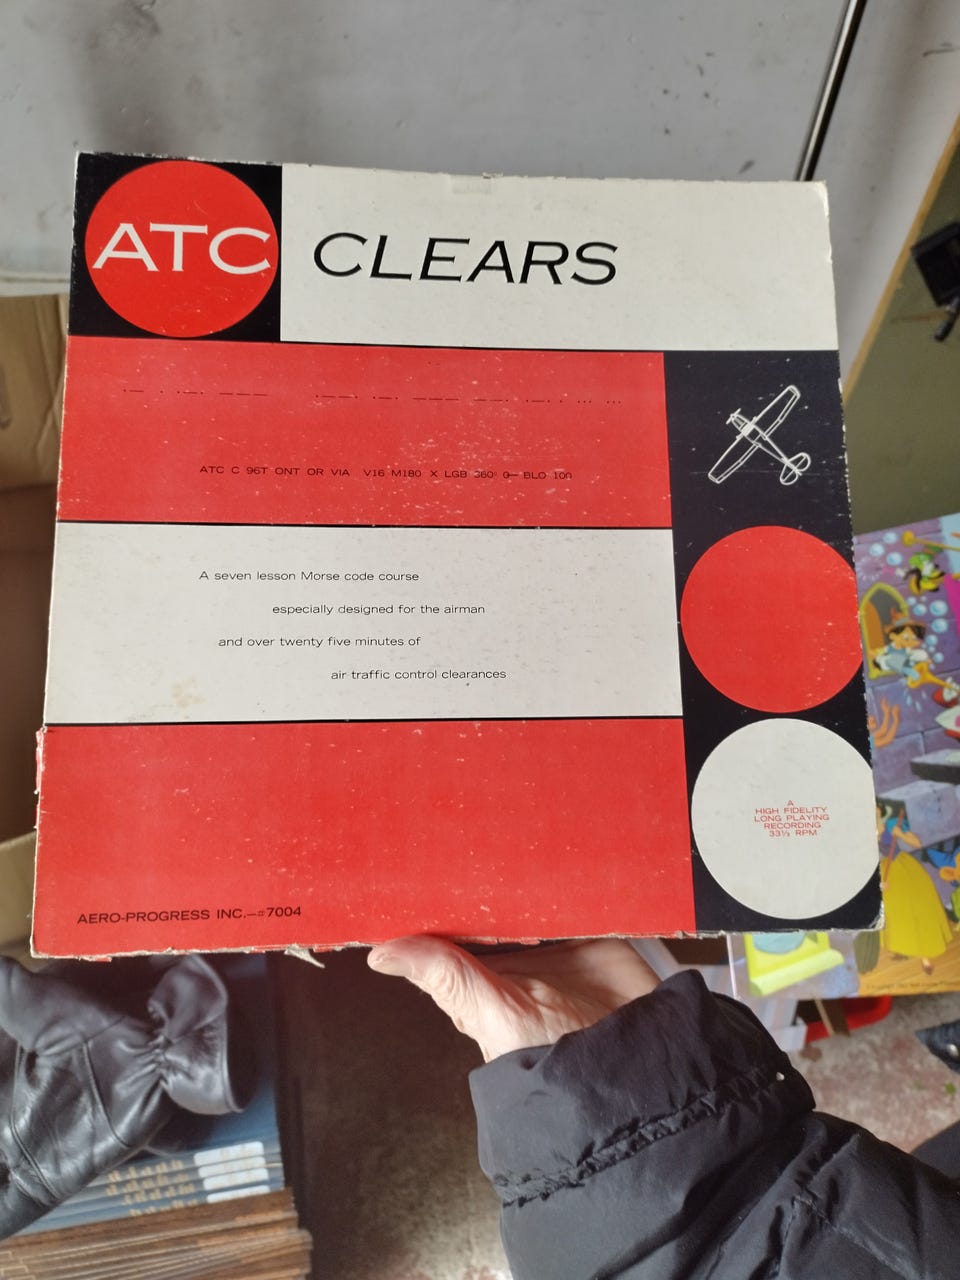 ATC CLEARS
.— . .—. ——— .——. .—. ——— ——. .—. . ... ...
ATC C 96T ONT OR VIA V16 M180 X LGB 360° 0— BLO 100
A seven lesson Morse code course
especially designed for the airman
and over twenty five minutes of
air traffic control clearances
A
HIGH FIDELITY
LONG PLAYING
RECORDING
33⅓ RPM
AERO-PROGRESS INC.—#7004